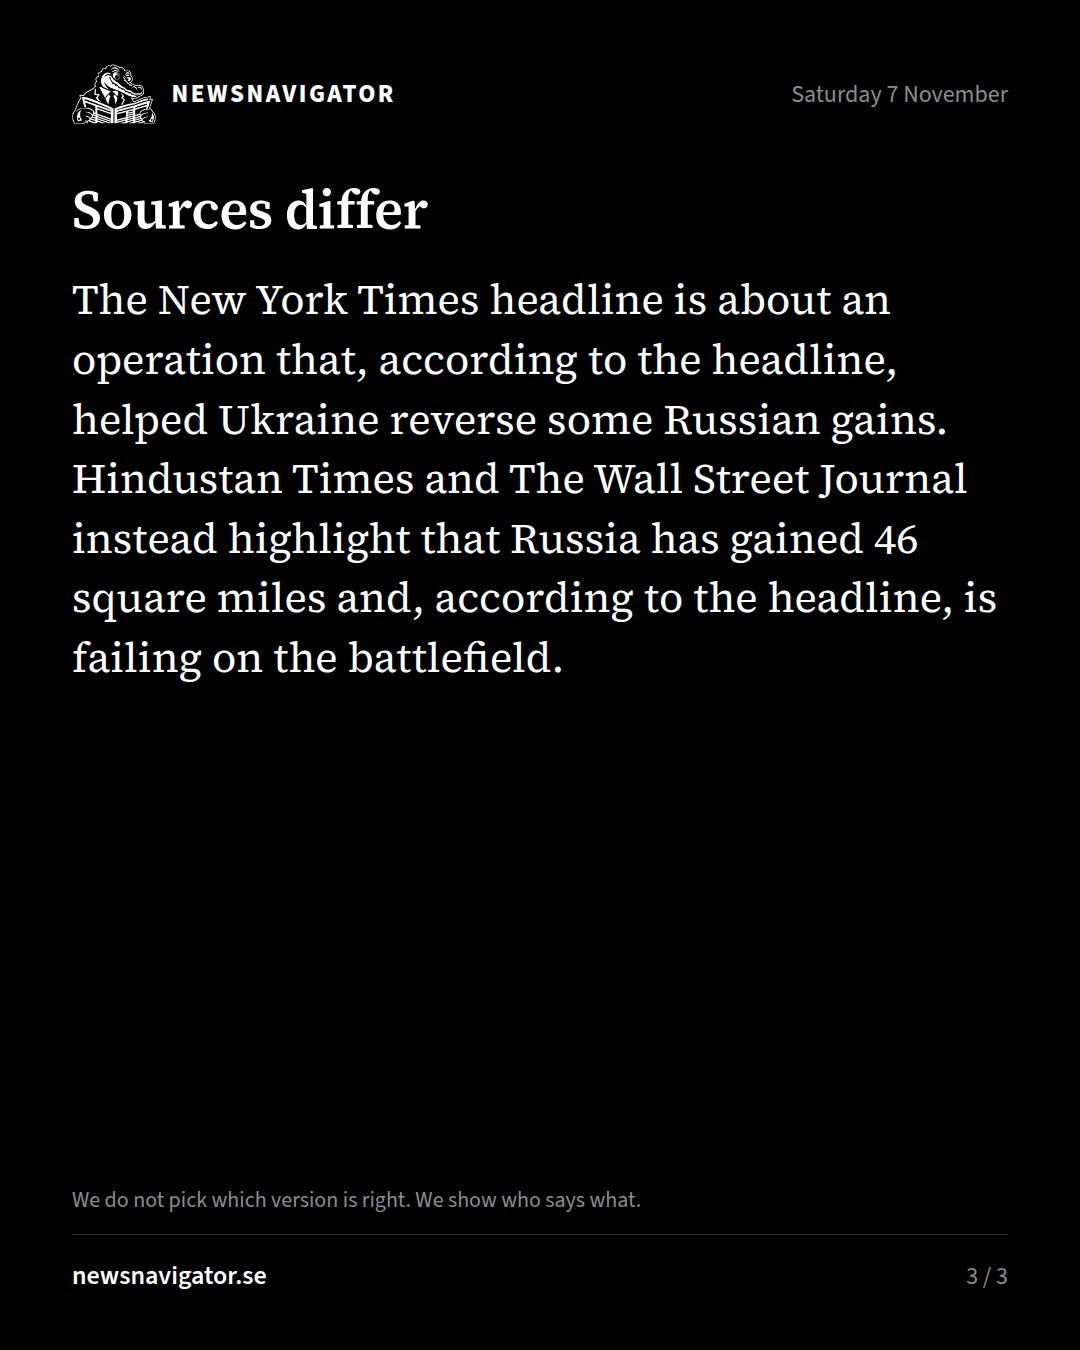 NEWSNAVIGATOR
Saturday 7 November
Sources differ
The New York Times headline is about an
operation that, according to the headline,
helped Ukraine reverse some Russian gains.
Hindustan Times and The Wall Street Journal
instead highlight that Russia has gained 46
square miles and, according to the headline, is
failing on the battlefield.
We do not pick which version is right. We show who says what.
newsnavigator.se
3 / 3